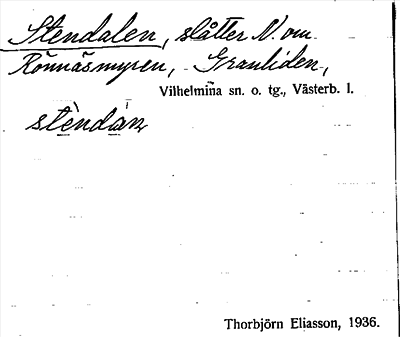 Stendalen, slåtter N. om
Rönnäsmyren, Granliden,
Vilhelmina sn. o. tg., Västerb. l.
stèndàn
Thorbjörn Eliasson, 1936.